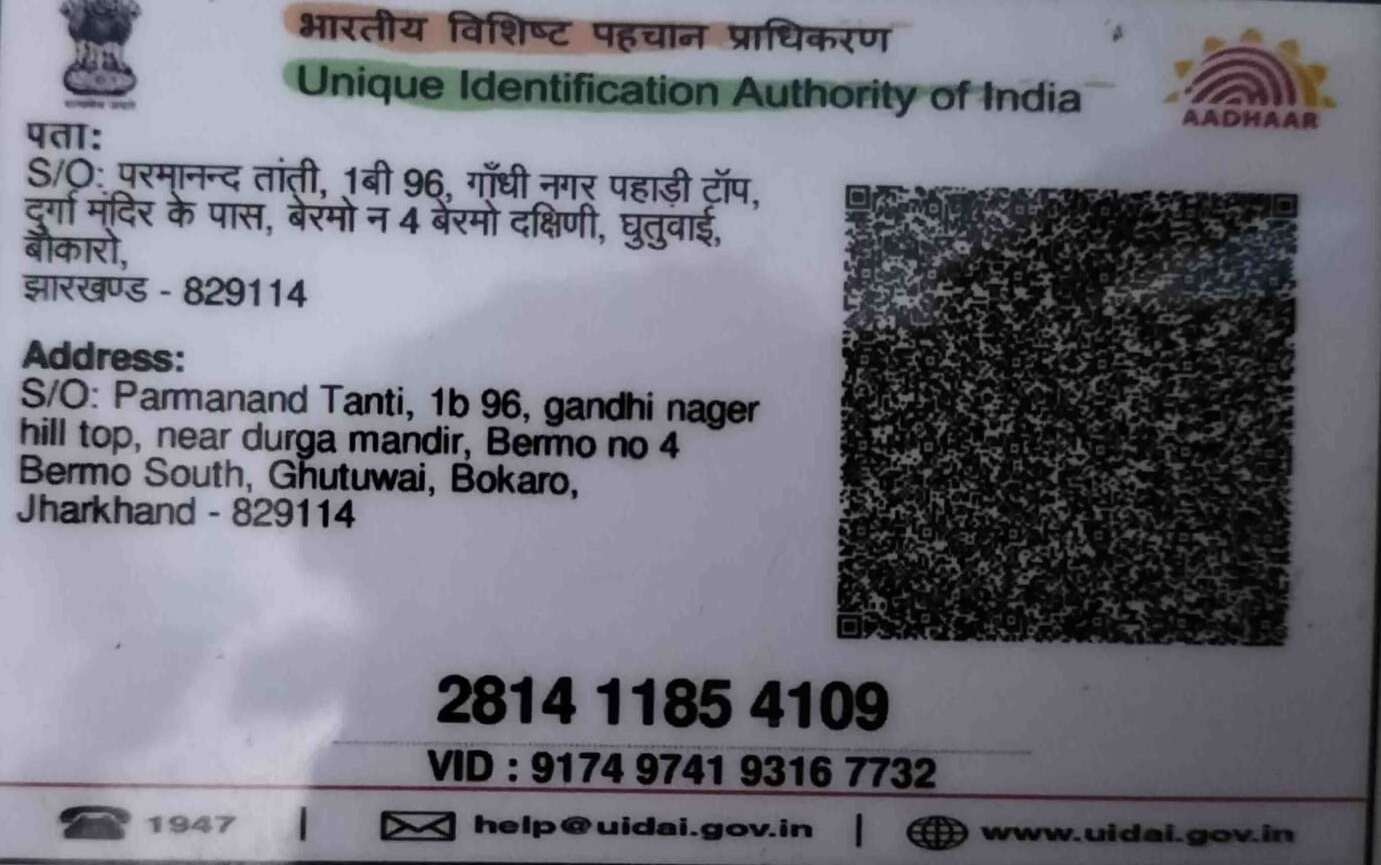 भारतीय विशिष्ट पहचान प्राधिकरण
Unique Identification Authority of India
AADHAAR
पता:
S/O: परमानन्द तांती, 1बी 96, गाँधी नगर पहाड़ी टॉप,
दुर्गा मंदिर के पास, बेरमो न 4 बेरमो दक्षिणी, घुतुवाई,
बोकारो,
झारखण्ड - 829114
Address:
S/O: Parmanand Tanti, 1b 96, gandhi nager
hill top, near durga mandir, Bermo no 4
Bermo South, Ghutuwai, Bokaro,
Jharkhand - 829114
2814 1185 4109
VID : 9174 9741 9316 7732
1947 | help@uidai.gov.in | www.uidai.gov.in